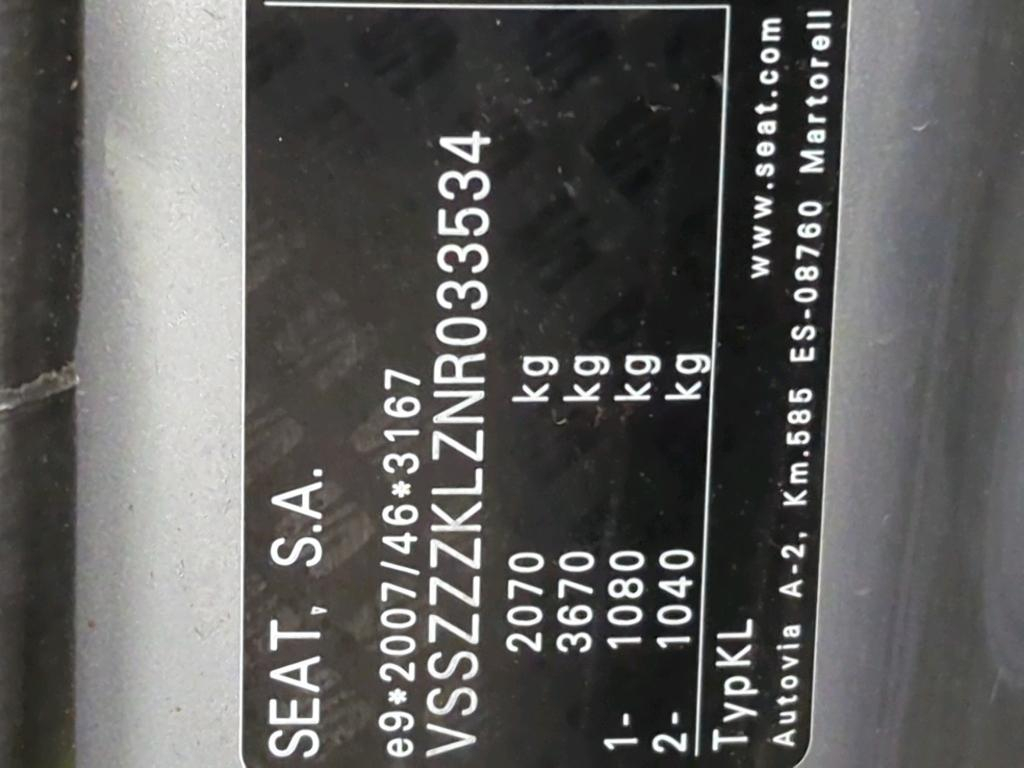 SEAT, S.A.
e9*2007/46*3167
VSSZZZKLZNR033534
2070 kg
3670 kg
1- 1080 kg
2- 1040 kg
TypKL www.seat.com
Autovia A-2, Km.585 ES-08760 Martorell